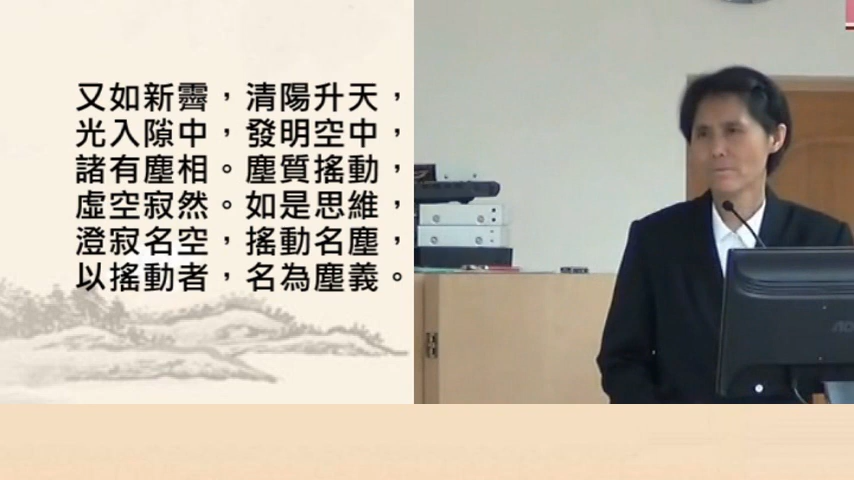 又如新霽，清陽升天，
光入隙中，發明空中，
諸有塵相。塵質搖動，
虛空寂然。如是思維，
澄寂名空，搖動名塵，
以搖動者，名為塵義。